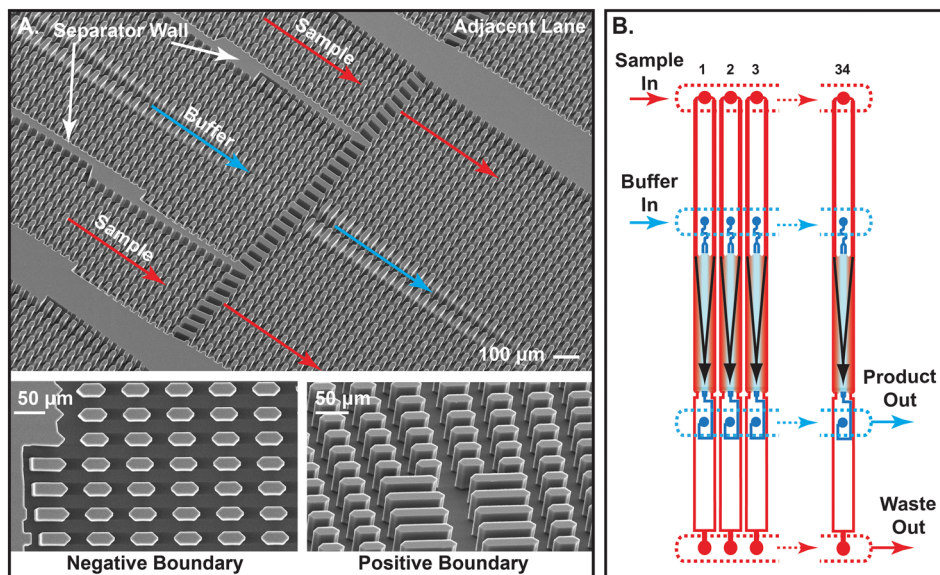 A.
Separator Wall
Sample
Adjacent Lane
Buffer
Sample
100 µm
50 µm
50 µm
Negative Boundary
Positive Boundary
B.
Sample
In
1 2 3 34
Buffer
In
Product
Out
Waste
Out